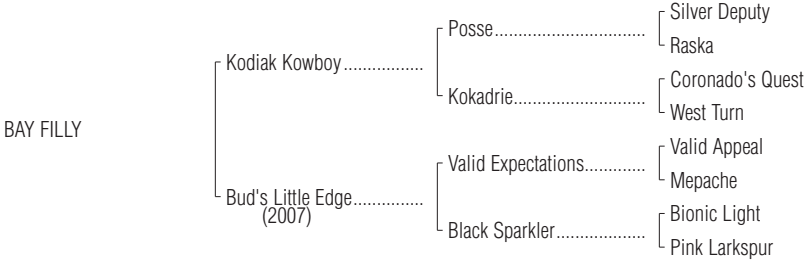 Silver Deputy
Posse................................
Raska
Kodiak Kowboy.................
Coronado's Quest
Kokadrie............................
West Turn
BAY FILLY
Valid Appeal
Valid Expectations.............
Mepache
Bud's Little Edge...............
(2007)
Bionic Light
Black Sparkler...................
Pink Larkspur